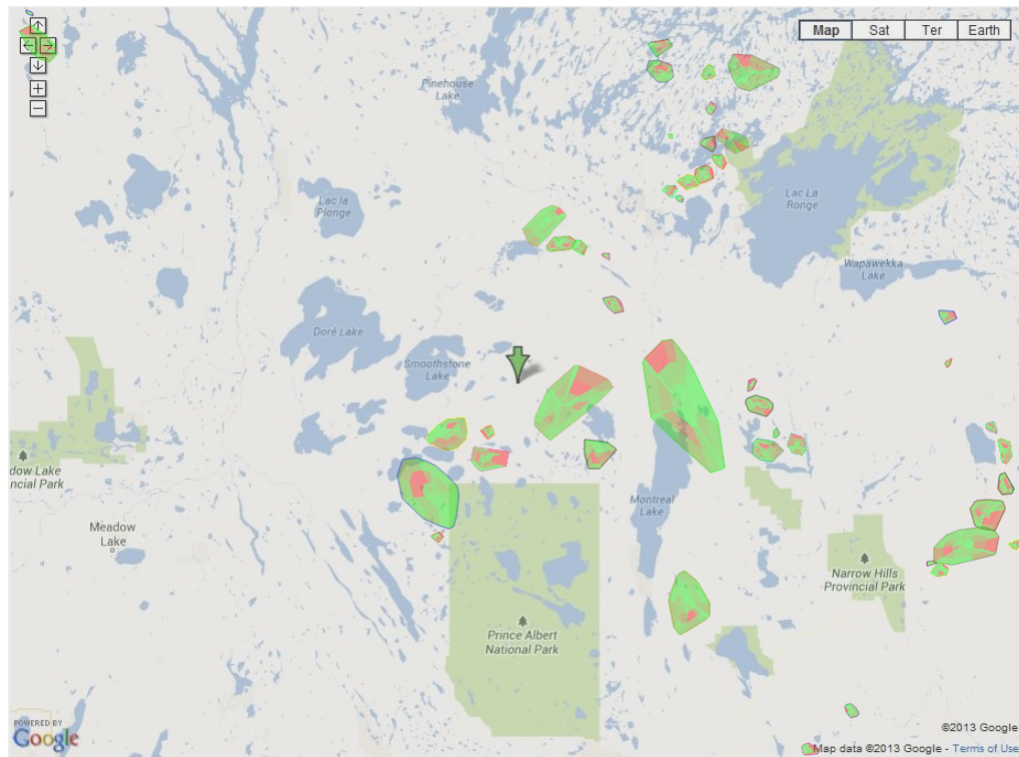 Map Sat Ter Earth
Pinehouse
Lake
Lac la
Plonge
Lac La
Ronge
Wapawekka
Lake
Doré Lake
Smoothstone
Lake
dow Lake
ncial Park
Meadow
Lake
Montreal
Lake
Narrow Hills
Provincial Park
Prince Albert
National Park
POWERED BY
Google
©2013 Google
Map data ©2013 Google - Terms of Use